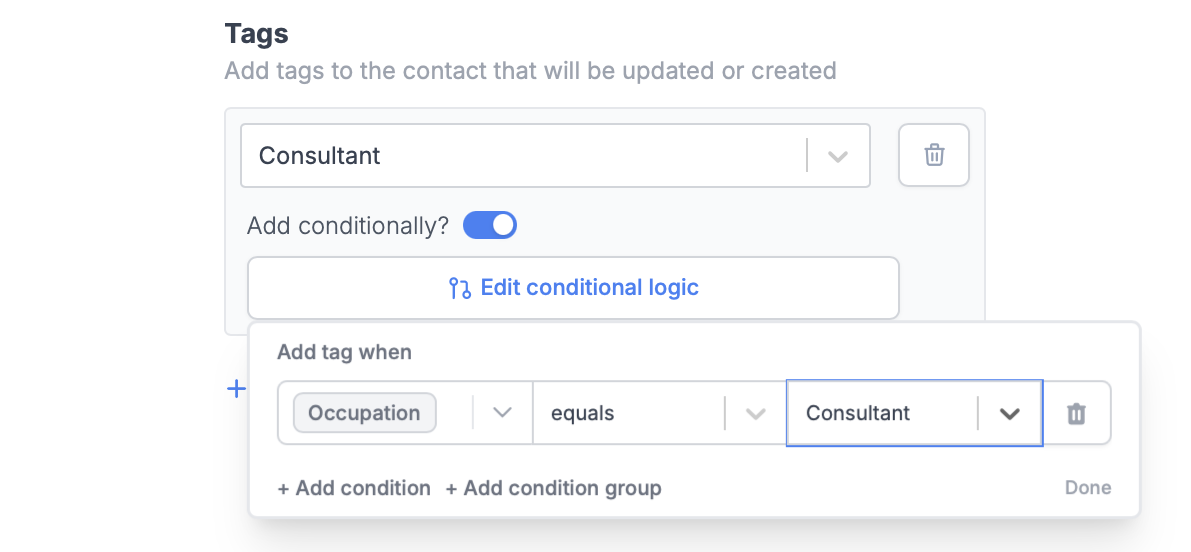 Tags
Add tags to the contact that will be updated or created
Consultant
Add conditionally?
Edit conditional logic
Add tag when
Occupation equals Consultant
+ Add condition + Add condition group Done